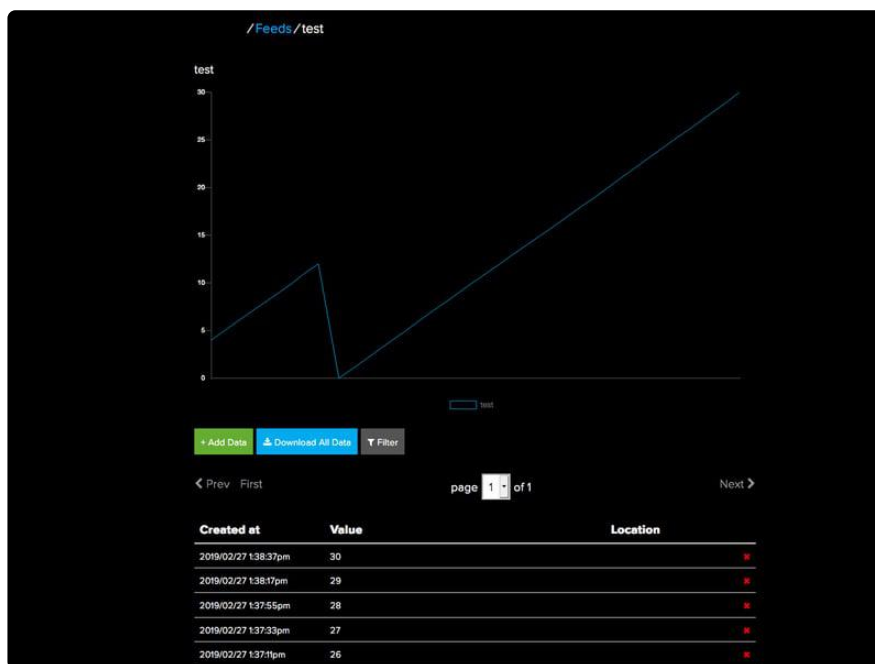 /Feeds/test
test
30
25
20
15
10
5
0
test
+ Add Data Download All Data Filter
Prev First page 1 of 1 Next
Created at Value Location
2019/02/27 1:38:37pm 30
2019/02/27 1:38:17pm 29
2019/02/27 1:37:55pm 28
2019/02/27 1:37:33pm 27
2019/02/27 1:37:11pm 26